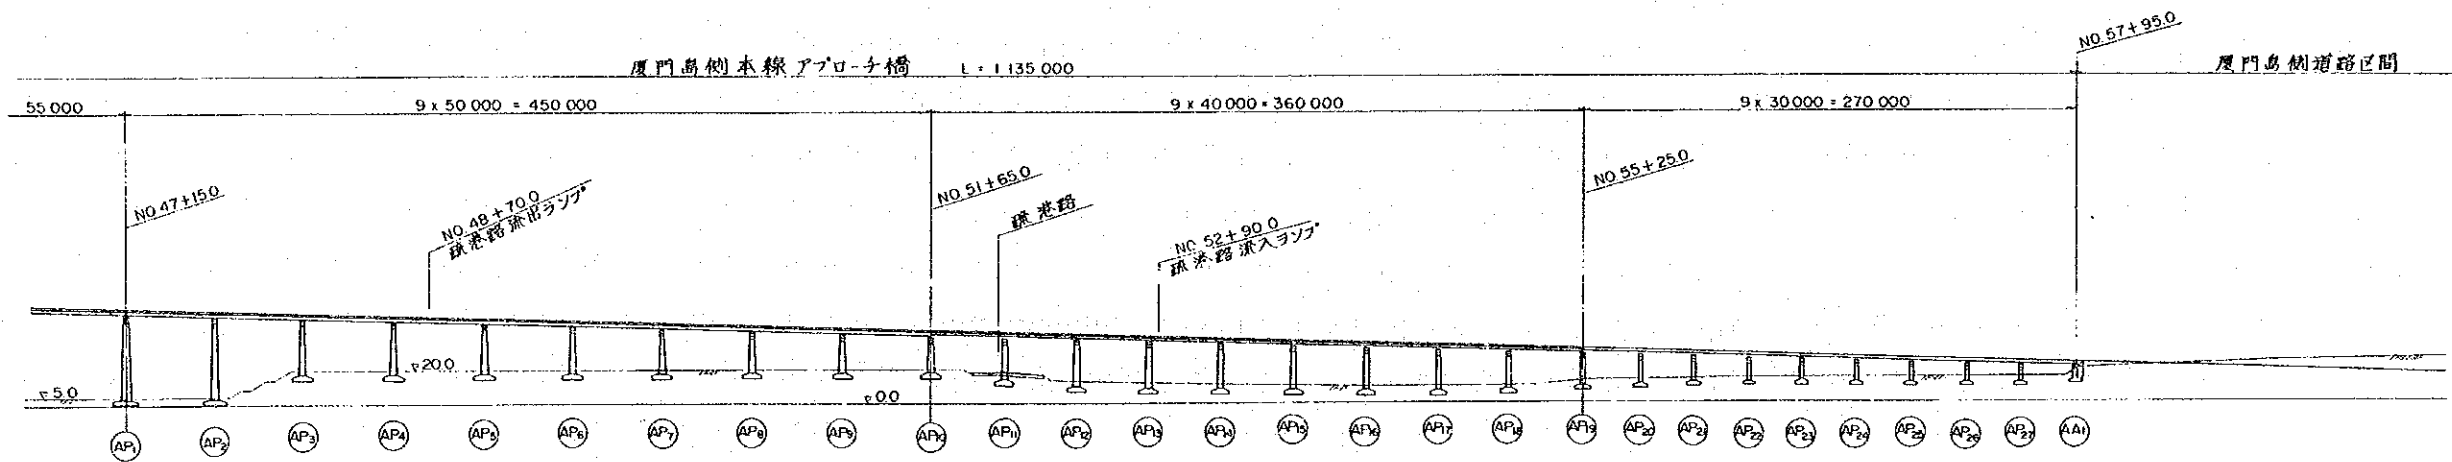 NO.57+95.0
厦門島側本線アプローチ橋 L=1135 000
厦門島側道路区間
55 000
9 x 50 000 = 450 000
9 x 40 000 = 360 000
9 x 30 000 = 270 000
NO.47+15.0
NO.48+70.0
疏港路流出ランプ
NO.51+65.0
疏港路
NO.52+90.0
疏港路流入ランプ
NO.55+25.0
▽20.0
▽5.0
▽0.0
AP1 AP2 AP3 AP4 AP5 AP6 AP7 AP8 AP9 AP10 AP11 AP12 AP13 AP14 AP15 AP16 AP17 AP18 AP19 AP20 AP21 AP22 AP23 AP24 AP25 AP26 AP27 AA1